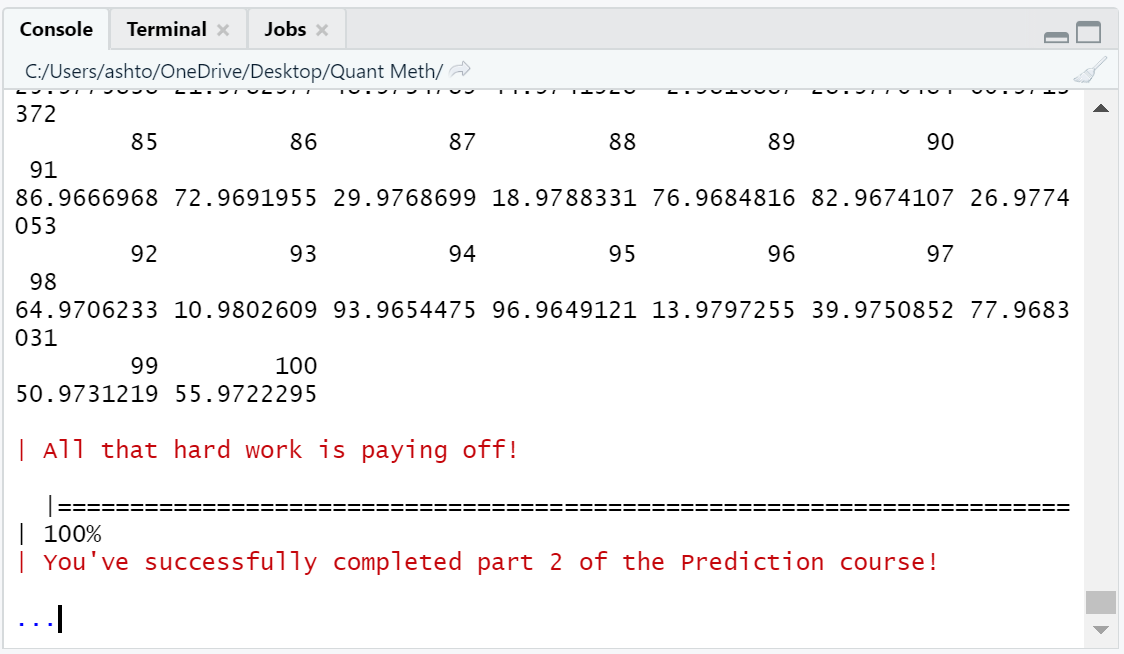 Console Terminal × Jobs ×
C:/Users/ashto/OneDrive/Desktop/Quant Meth/
372
85 86 87 88 89 90
91
86.9666968 72.9691955 29.9768699 18.9788331 76.9684816 82.9674107 26.9774
053
92 93 94 95 96 97
98
64.9706233 10.9802609 93.9654475 96.9649121 13.9797255 39.9750852 77.9683
031
99 100
50.9731219 55.9722295
| All that hard work is paying off!
|======================================================================
| 100%
| You've successfully completed part 2 of the Prediction course!
...